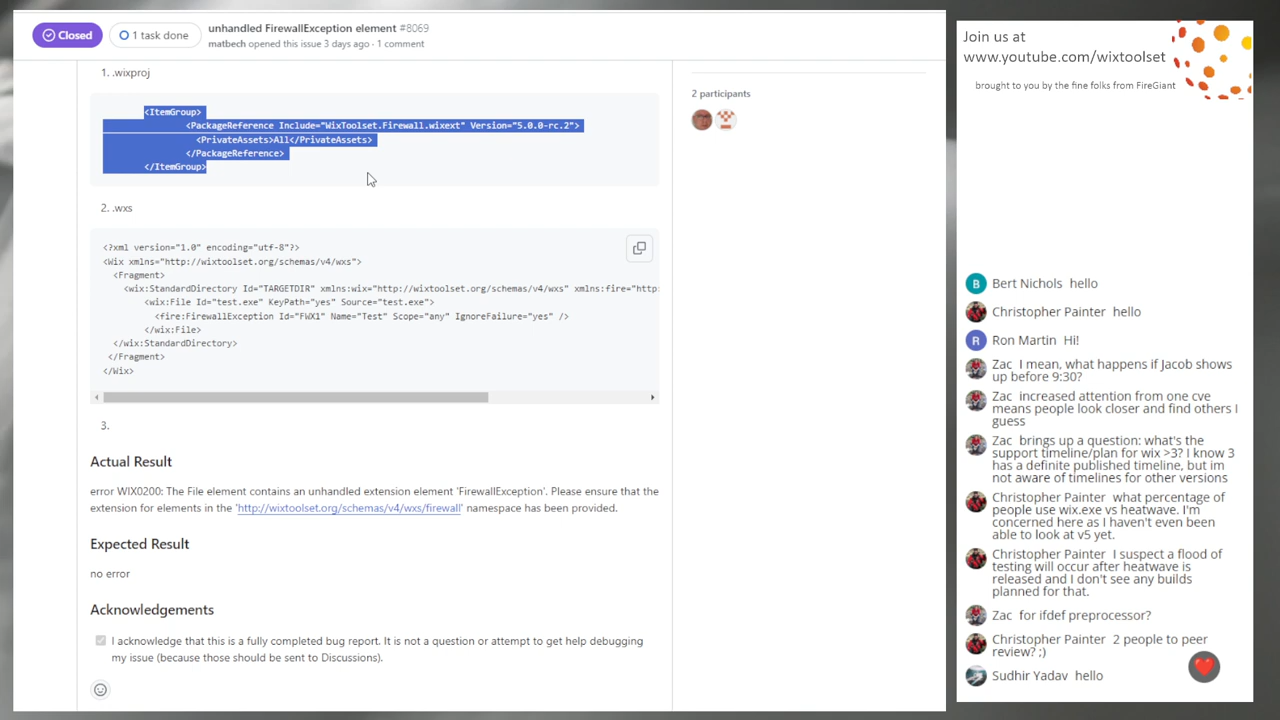 Closed
1 task done
unhandled FirewallException element #8069
matbech opened this issue 3 days ago · 1 comment
1. .wixproj
<ItemGroup>
<PackageReference Include="WixToolset.Firewall.wixext" Version="5.0.0-rc.2">
<PrivateAssets>All</PrivateAssets>
</PackageReference>
</ItemGroup>
2. .wxs
<?xml version="1.0" encoding="utf-8"?>
<Wix xmlns="http://wixtoolset.org/schemas/v4/wxs">
<Fragment>
<wix:StandardDirectory Id="TARGETDIR" xmlns:wix="http://wixtoolset.org/schemas/v4/wxs" xmlns:fire="http:
<wix:File Id="test.exe" KeyPath="yes" Source="test.exe">
<fire:FirewallException Id="FWX1" Name="Test" Scope="any" IgnoreFailure="yes" />
</wix:File>
</wix:StandardDirectory>
</Fragment>
</Wix>
3.
Actual Result
error WIX0200: The File element contains an unhandled extension element 'FirewallException'. Please ensure that the
extension for elements in the 'http://wixtoolset.org/schemas/v4/wxs/firewall' namespace has been provided.
Expected Result
no error
Acknowledgements
I acknowledge that this is a fully completed bug report. It is not a question or attempt to get help debugging
my issue (because those should be sent to Discussions).
2 participants
Join us at
www.youtube.com/wixtoolset
brought to you by the fine folks from FireGiant
B Bert Nichols hello
Christopher Painter hello
R Ron Martin Hi!
Zac I mean, what happens if Jacob shows
up before 9:30?
Zac increased attention from one cve
means people look closer and find others I
guess
Zac brings up a question: what's the
support timeline/plan for wix >3? I know 3
has a definite published timeline, but im
not aware of timelines for other versions
Christopher Painter what percentage of
people use wix.exe vs heatwave. I'm
concerned here as I haven't even been
able to look at v5 yet.
Christopher Painter I suspect a flood of
testing will occur after heatwave is
released and I don't see any builds
planned for that.
Zac for ifdef preprocessor?
Christopher Painter 2 people to peer
review? ;)
Sudhir Yadav hello